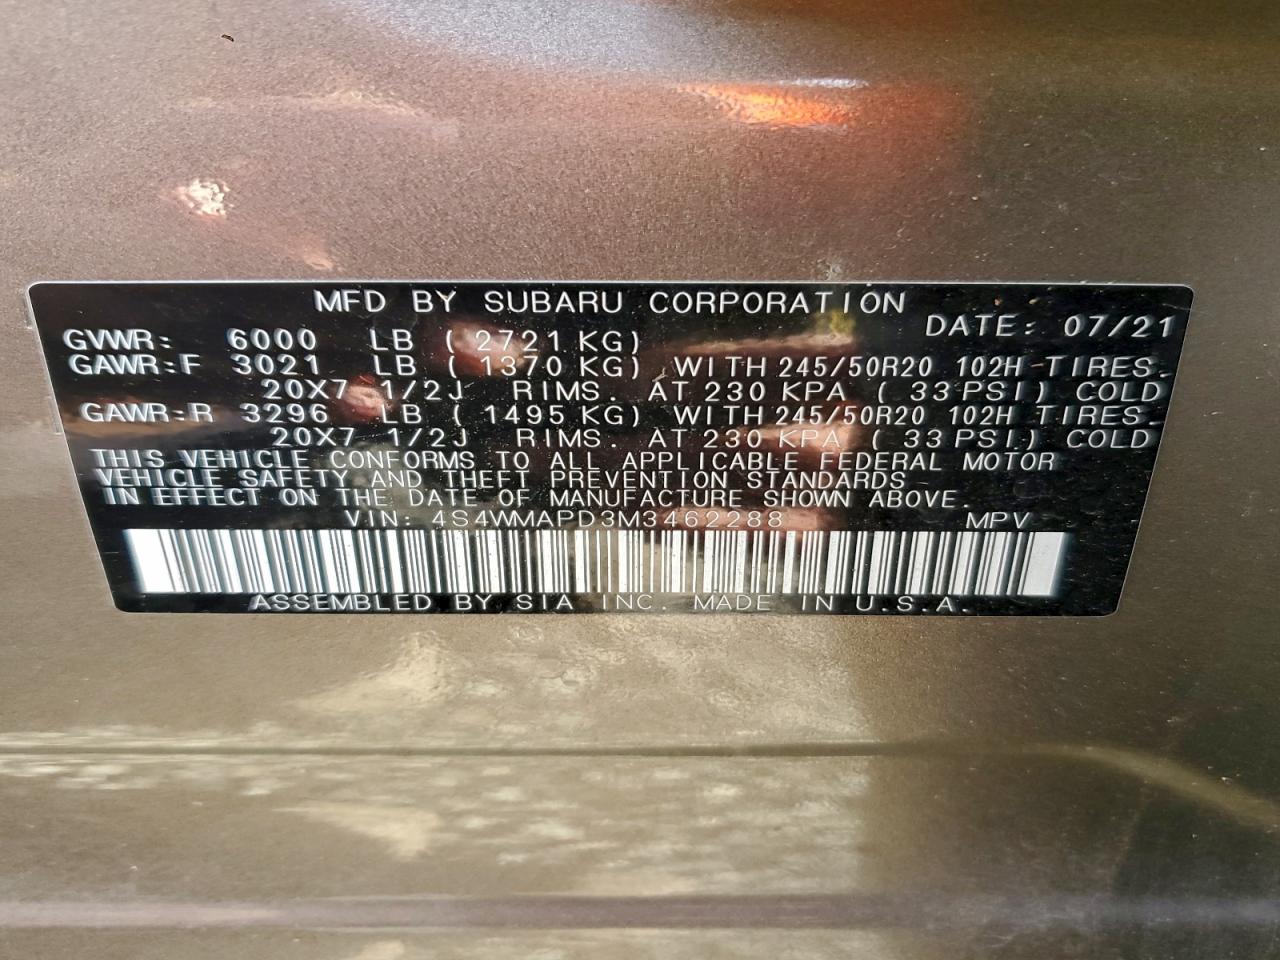 MFD BY SUBARU CORPORATION
GVWR: 6000 LB ( 2721 KG) DATE: 07/21
GAWR:F 3021 LB ( 1370 KG) WITH 245/50R20 102H TIRES.
20X7 1/2J RIMS. AT 230 KPA ( 33 PSI) COLD
GAWR:R 3296 LB ( 1495 KG) WITH 245/50R20 102H TIRES.
20X7 1/2J RIMS. AT 230 KPA ( 33 PSI) COLD
THIS VEHICLE CONFORMS TO ALL APPLICABLE FEDERAL MOTOR
VEHICLE SAFETY AND THEFT PREVENTION STANDARDS
IN EFFECT ON THE DATE OF MANUFACTURE SHOWN ABOVE.
VIN: 4S4WMAPD3M3462288 MPV
ASSEMBLED BY SIA INC. MADE IN U.S.A.